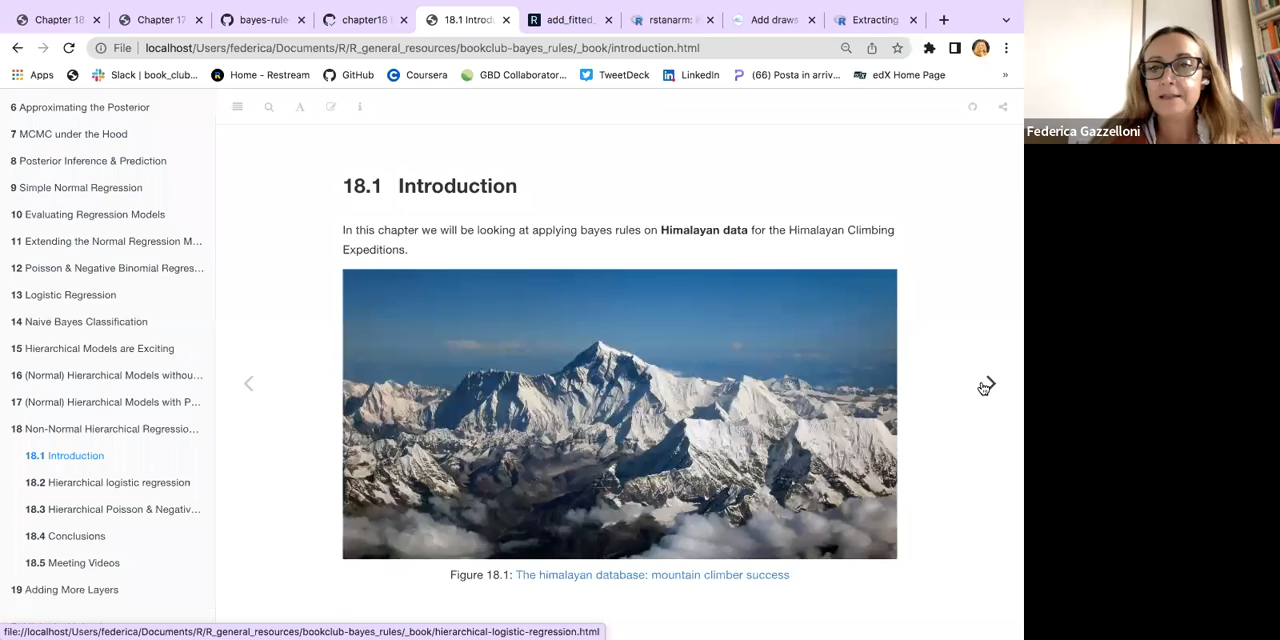 Chapter 18
Chapter 17
bayes-rule
chapter18
18.1 Introdu
add_fitted_
rstanarm:
Add draws
Extracting
File
localhost/Users/federica/Documents/R/R_general_resources/bookclub-bayes_rules/_book/introduction.html
Apps
Slack | book_club...
Home - Restream
GitHub
Coursera
GBD Collaborator...
TweetDeck
LinkedIn
(66) Posta in arriv...
edX Home Page
»
Federica Gazzelloni
6 Approximating the Posterior
7 MCMC under the Hood
8 Posterior Inference & Prediction
9 Simple Normal Regression
10 Evaluating Regression Models
11 Extending the Normal Regression M...
12 Poisson & Negative Binomial Regres...
13 Logistic Regression
14 Naive Bayes Classification
15 Hierarchical Models are Exciting
16 (Normal) Hierarchical Models withou...
17 (Normal) Hierarchical Models with P...
18 Non-Normal Hierarchical Regressio...
18.1 Introduction
18.2 Hierarchical logistic regression
18.3 Hierarchical Poisson & Negativ...
18.4 Conclusions
18.5 Meeting Videos
19 Adding More Layers
18.1 Introduction
In this chapter we will be looking at applying bayes rules on Himalayan data for the Himalayan Climbing
Expeditions.
Figure 18.1: The himalayan database: mountain climber success
file://localhost/Users/federica/Documents/R/R_general_resources/bookclub-bayes_rules/_book/hierarchical-logistic-regression.html